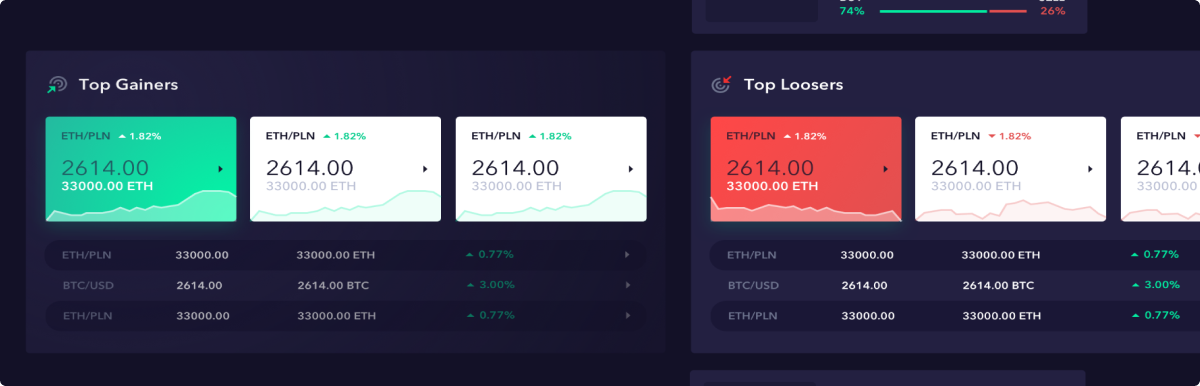 74% 26%
Top Gainers
ETH/PLN 1.82% ETH/PLN 1.82% ETH/PLN 1.82%
2614.00 2614.00 2614.00
33000.00 ETH 33000.00 ETH 33000.00 ETH
ETH/PLN 33000.00 33000.00 ETH 0.77%
BTC/USD 2614.00 2614.00 BTC 3.00%
ETH/PLN 33000.00 33000.00 ETH 0.77%
Top Loosers
ETH/PLN 1.82% ETH/PLN 1.82% ETH/PLN
2614.00 2614.00 2614.
33000.00 ETH 33000.00 ETH 33000.00
ETH/PLN 33000.00 33000.00 ETH 0.77%
BTC/USD 2614.00 2614.00 BTC 3.00%
ETH/PLN 33000.00 33000.00 ETH 0.77%